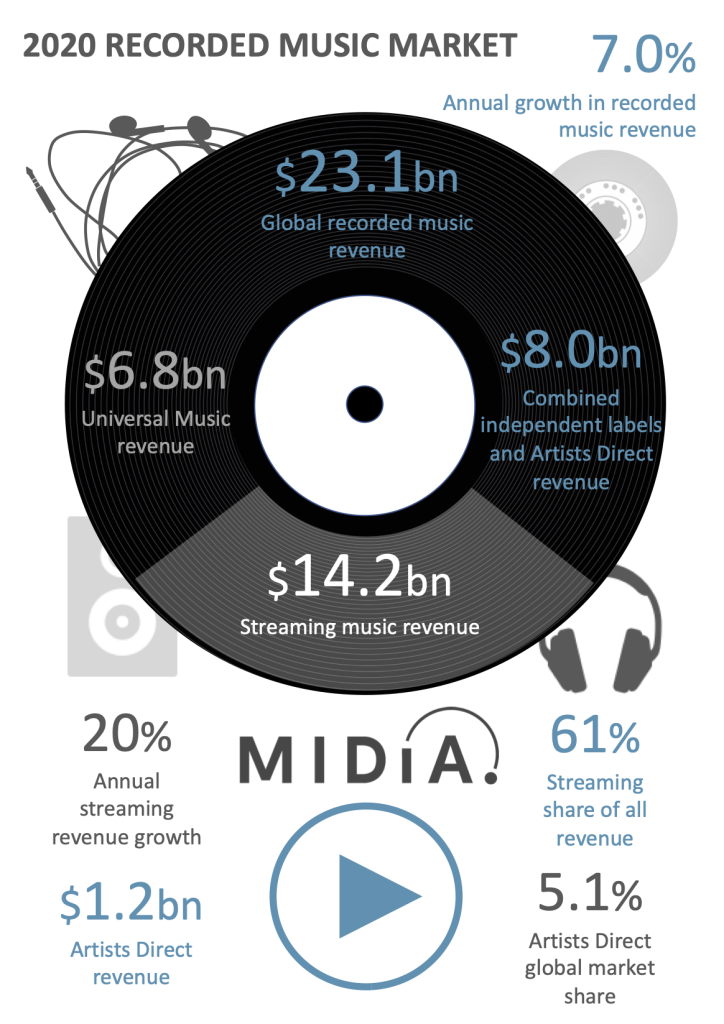 2020 RECORDED MUSIC MARKET
7.0%
Annual growth in recorded
music revenue
$23.1bn
Global recorded music
revenue
$6.8bn
Universal Music
revenue
$8.0bn
Combined
independent labels
and Artists Direct
revenue
$14.2bn
Streaming music revenue
20%
Annual
streaming
revenue growth
MIDiA.
61%
Streaming
share of all
revenue
$1.2bn
Artists Direct
revenue
5.1%
Artists Direct
global market
share